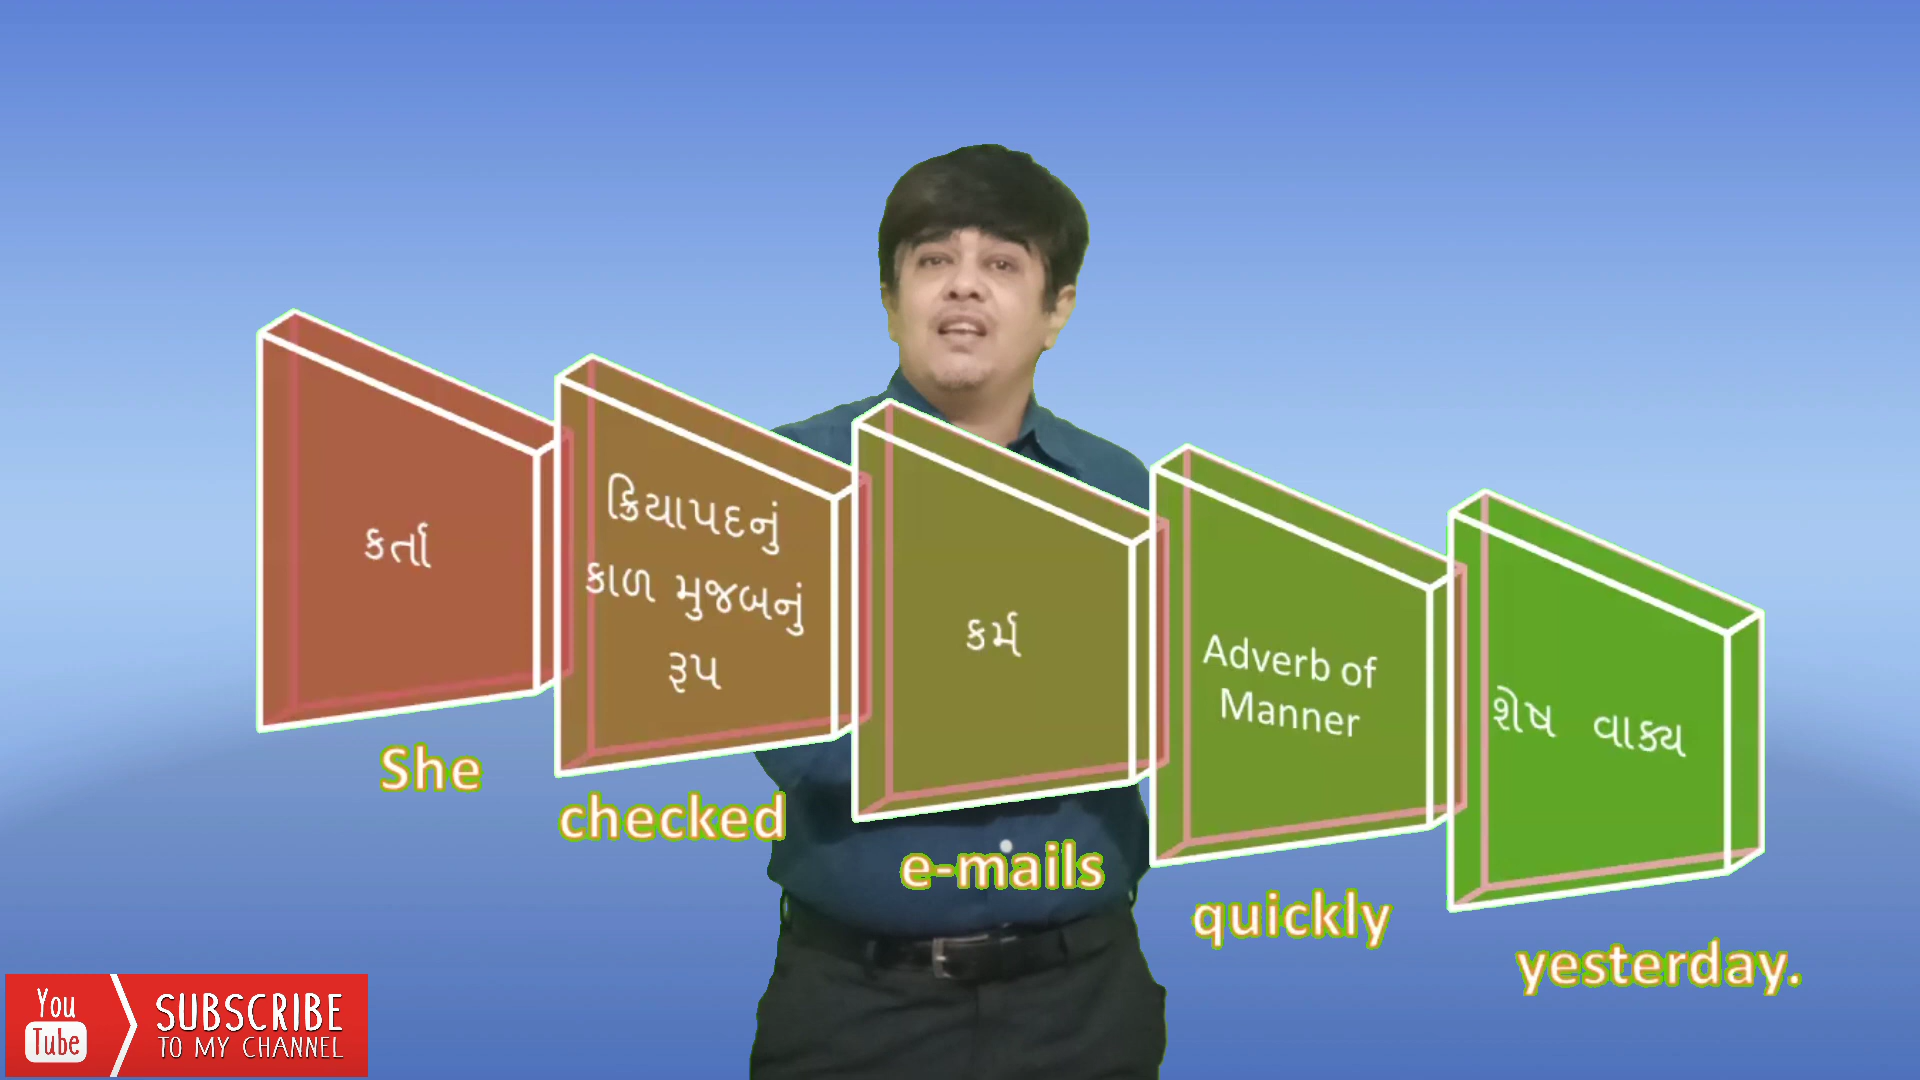 કર્તા
ક્રિયાપદનું
કાળ મુજબનું
રૂપ
કર્મ
Adverb of
Manner
શેષ વાક્ય
She
checked
e-mails
quickly
yesterday.
You
Tube
SUBSCRIBE
TO MY CHANNEL